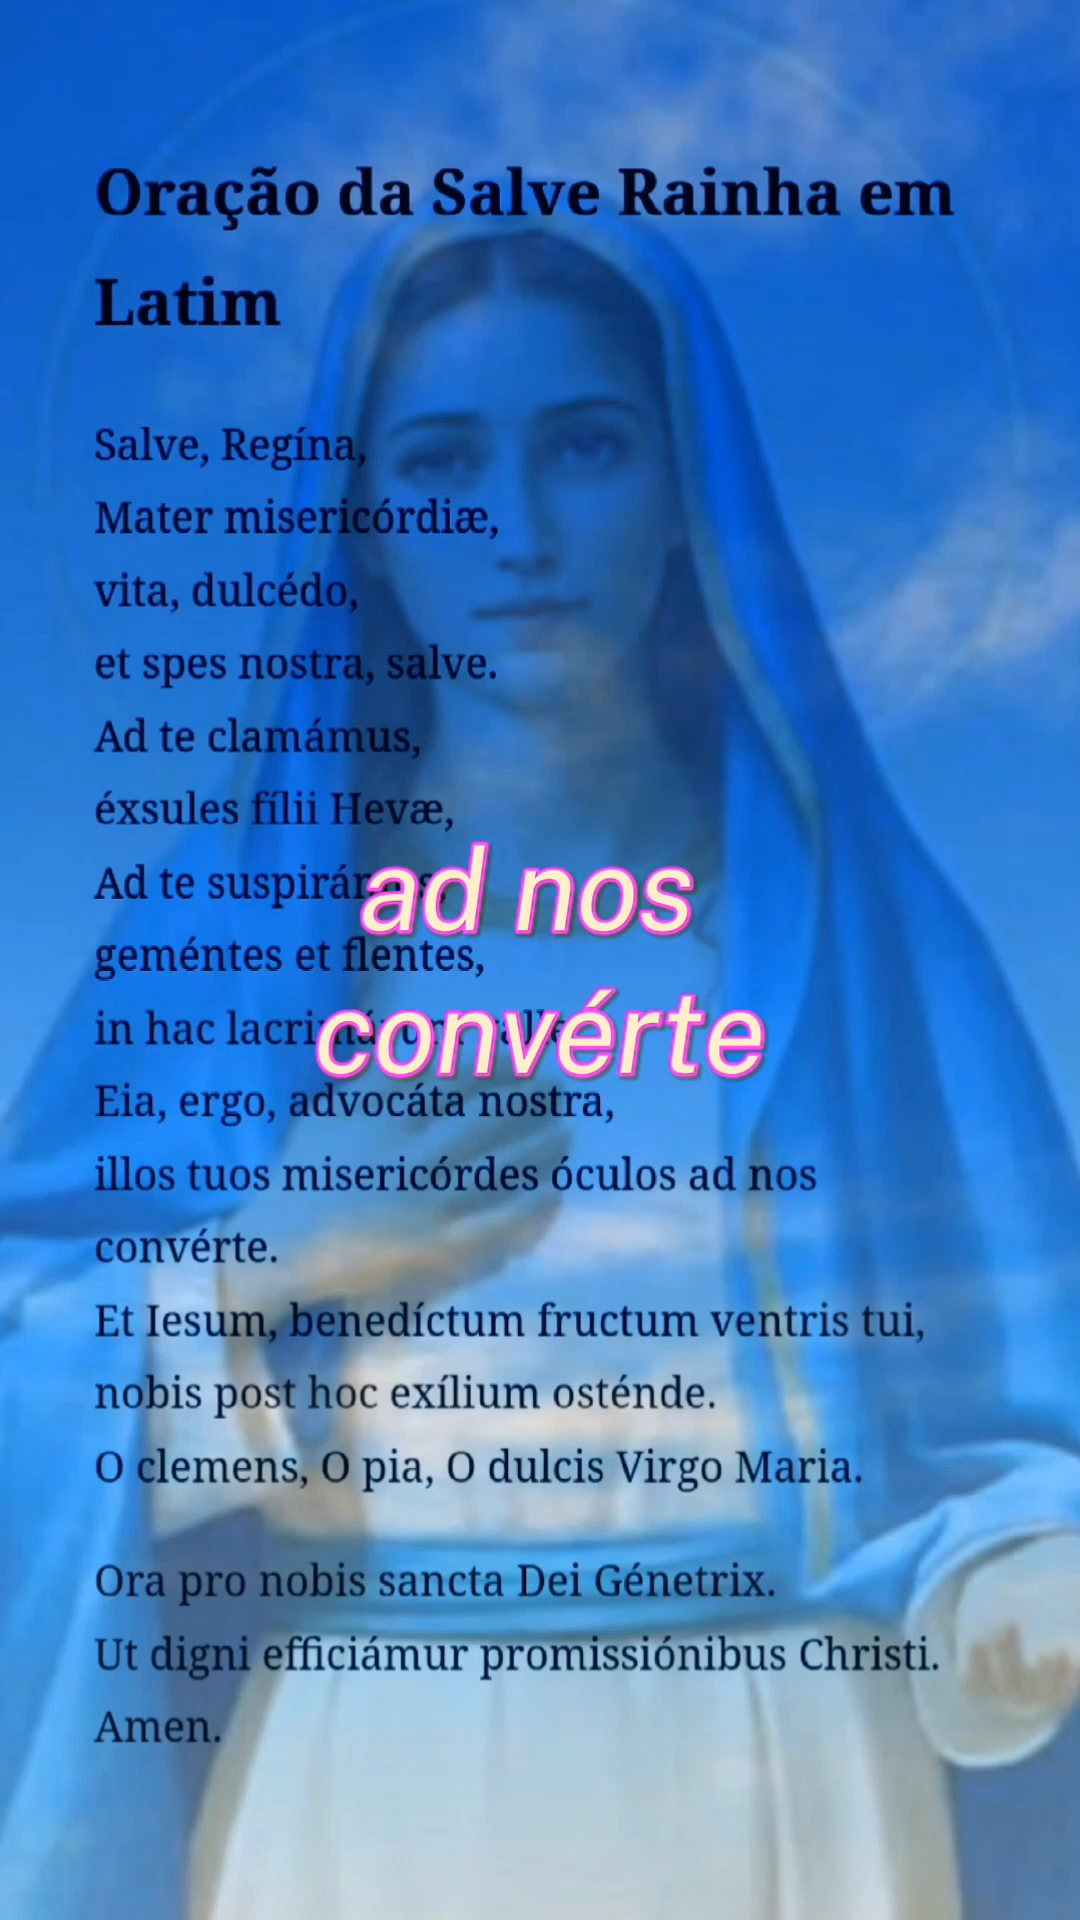 Oração da Salve Rainha em
Latim
Salve, Regína,
Mater misericórdiæ,
vita, dulcédo,
et spes nostra, salve.
Ad te clamámus,
éxsules fílii Hevæ,
Ad te
geméntes et flentes,
in hac
Eia, ergo, advocáta nostra,
illos tuos misericórdes óculos ad nos
convérte.
Et Iesum, benedíctum fructum ventris tui,
nobis post hoc exílium osténde.
O clemens, O pia, O dulcis Virgo Maria.
Ora pro nobis sancta Dei Génetrix.
Ut digni efficiámur promissiónibus Christi.
Amen.
ad nos
convérte